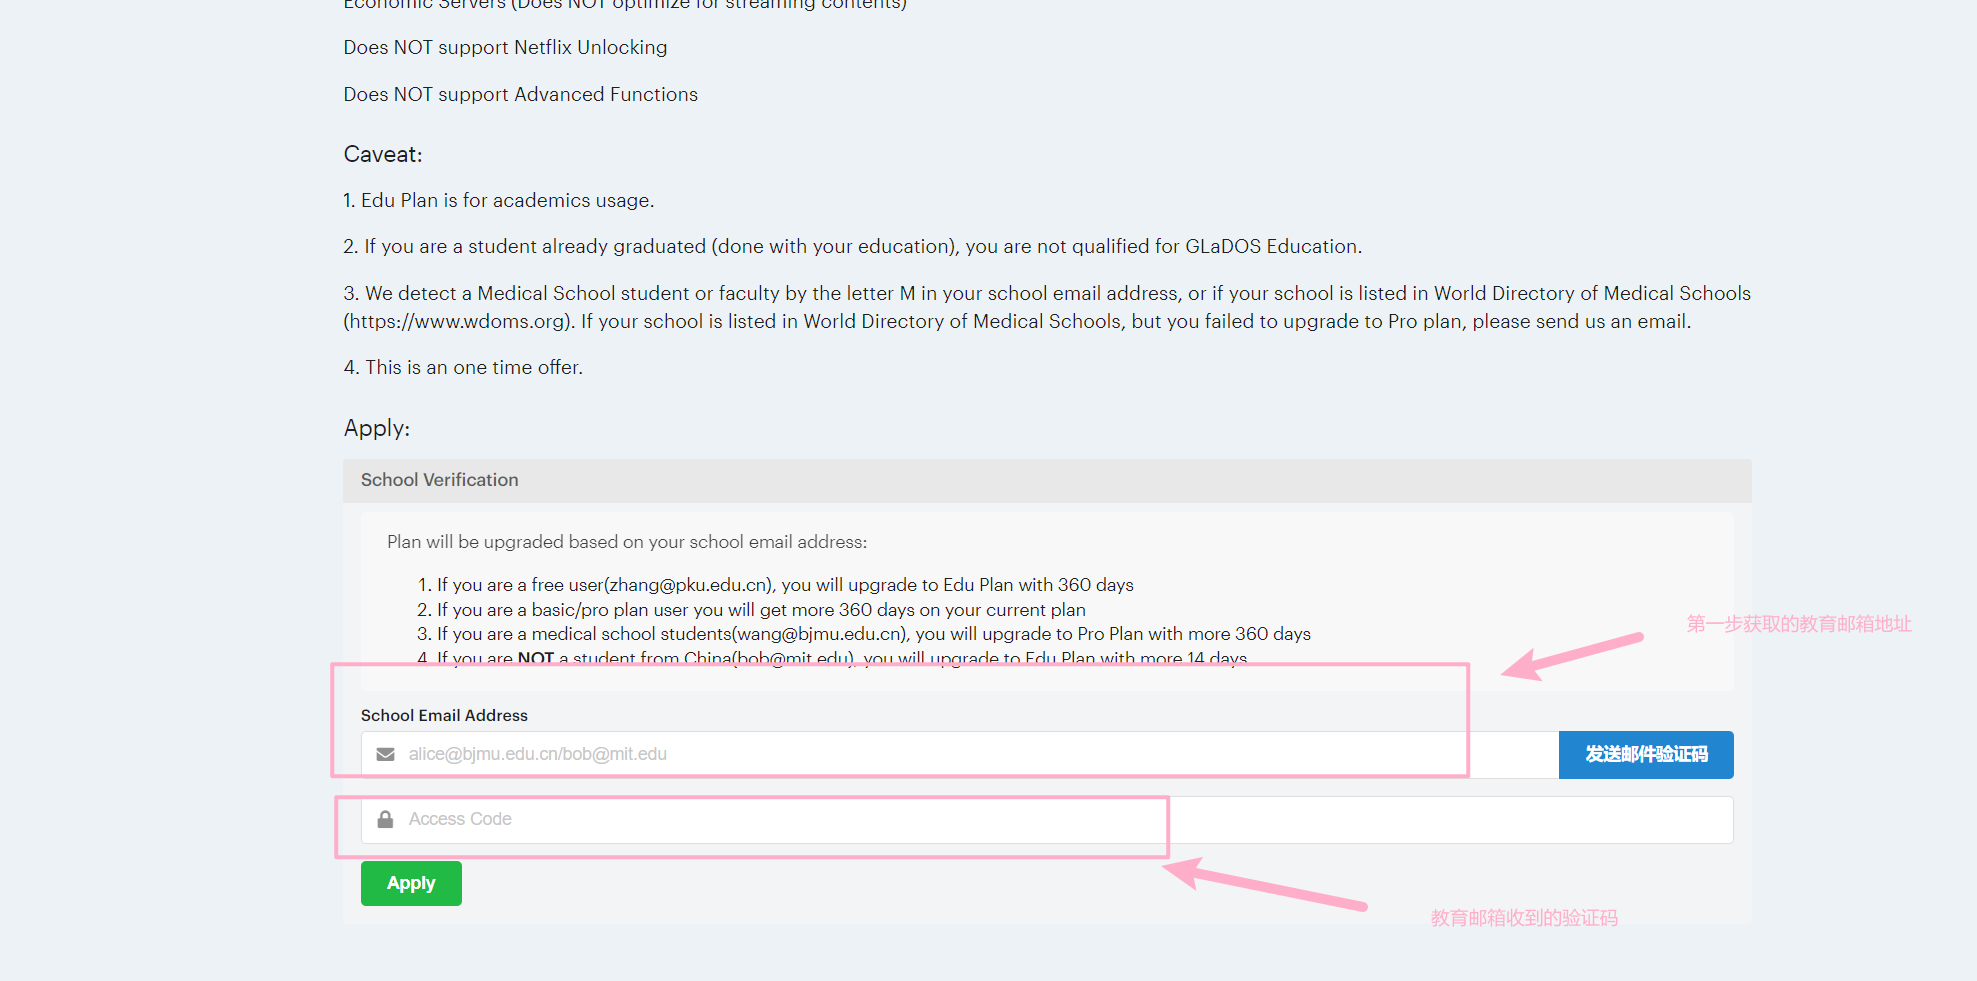 Economic Servers (Does NOT optimize for streaming contents)
Does NOT support Netflix Unlocking
Does NOT support Advanced Functions
Caveat:
1. Edu Plan is for academics usage.
2. If you are a student already graduated (done with your education), you are not qualified for GLaDOS Education.
3. We detect a Medical School student or faculty by the letter M in your school email address, or if your school is listed in World Directory of Medical Schools
(https://www.wdoms.org). If your school is listed in World Directory of Medical Schools, but you failed to upgrade to Pro plan, please send us an email.
4. This is an one time offer.
Apply:
School Verification
Plan will be upgraded based on your school email address:
1. If you are a free user(zhang@pku.edu.cn), you will upgrade to Edu Plan with 360 days
2. If you are a basic/pro plan user you will get more 360 days on your current plan
3. If you are a medical school students(wang@bjmu.edu.cn), you will upgrade to Pro Plan with more 360 days
第一步获取的教育邮箱地址
4. If you are NOT a student from China(bob@mit.edu), you will upgrade to Edu Plan with more 14 days
School Email Address
alice@bjmu.edu.cn/bob@mit.edu
发送邮件验证码
Access Code
Apply
教育邮箱收到的验证码